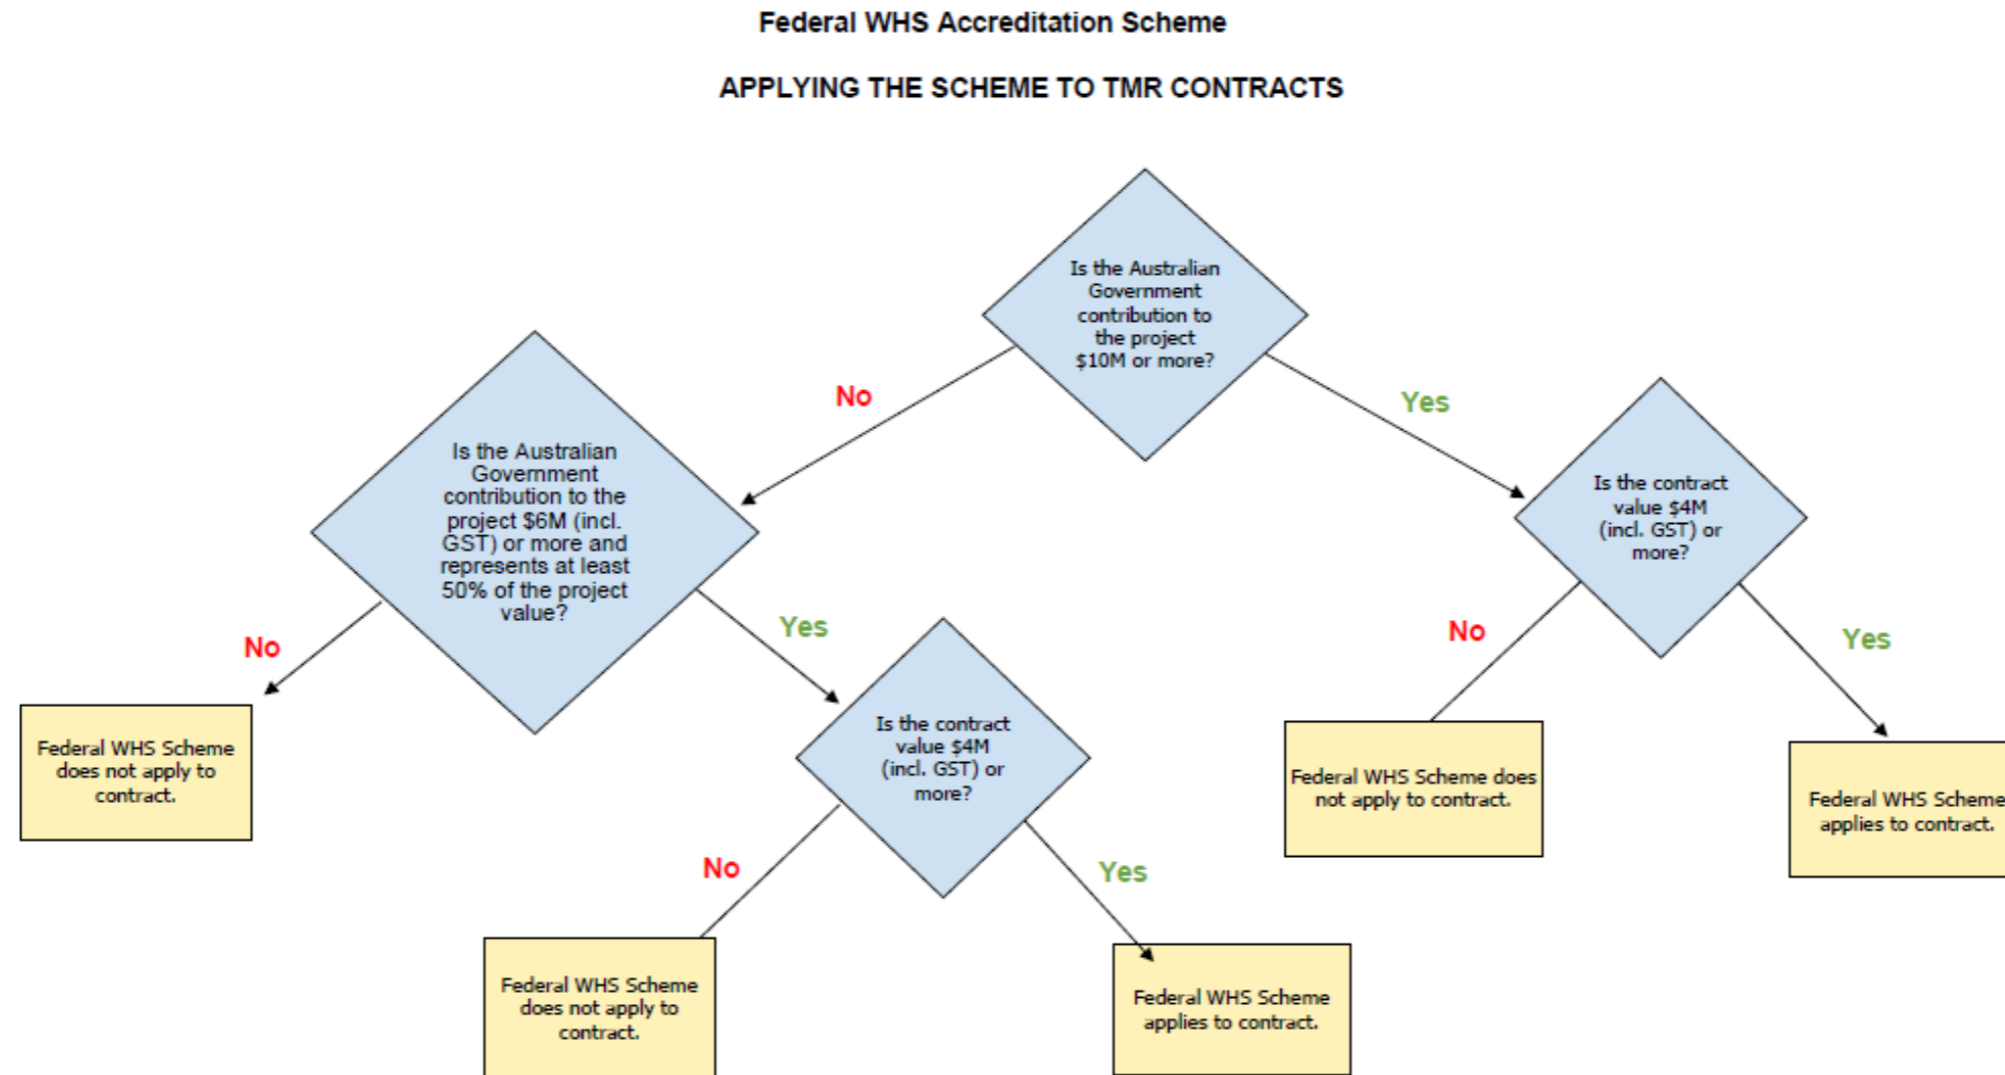 Federal WHS Accreditation Scheme
APPLYING THE SCHEME TO TMR CONTRACTS
Is the Australian
Government
contribution to
the project
$10M or more?
No
Yes
Is the Australian
Government
contribution to the
project $6M (incl.
GST) or more and
represents at least
50% of the project
value?
Is the contract
value $4M
(incl. GST) or
more?
No
Yes
No
Yes
Federal WHS Scheme
does not apply to
contract.
Is the contract
value $4M
(incl. GST) or
more?
Federal WHS Scheme does
not apply to contract.
Federal WHS Scheme
applies to contract.
No
Yes
Federal WHS Scheme
does not apply to
contract.
Federal WHS Scheme
applies to contract.